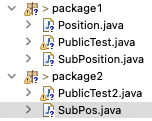 > package1
> Position.java
> PublicTest.java
> SubPosition.java
> package2
> PublicTest2.java
> SubPos.java